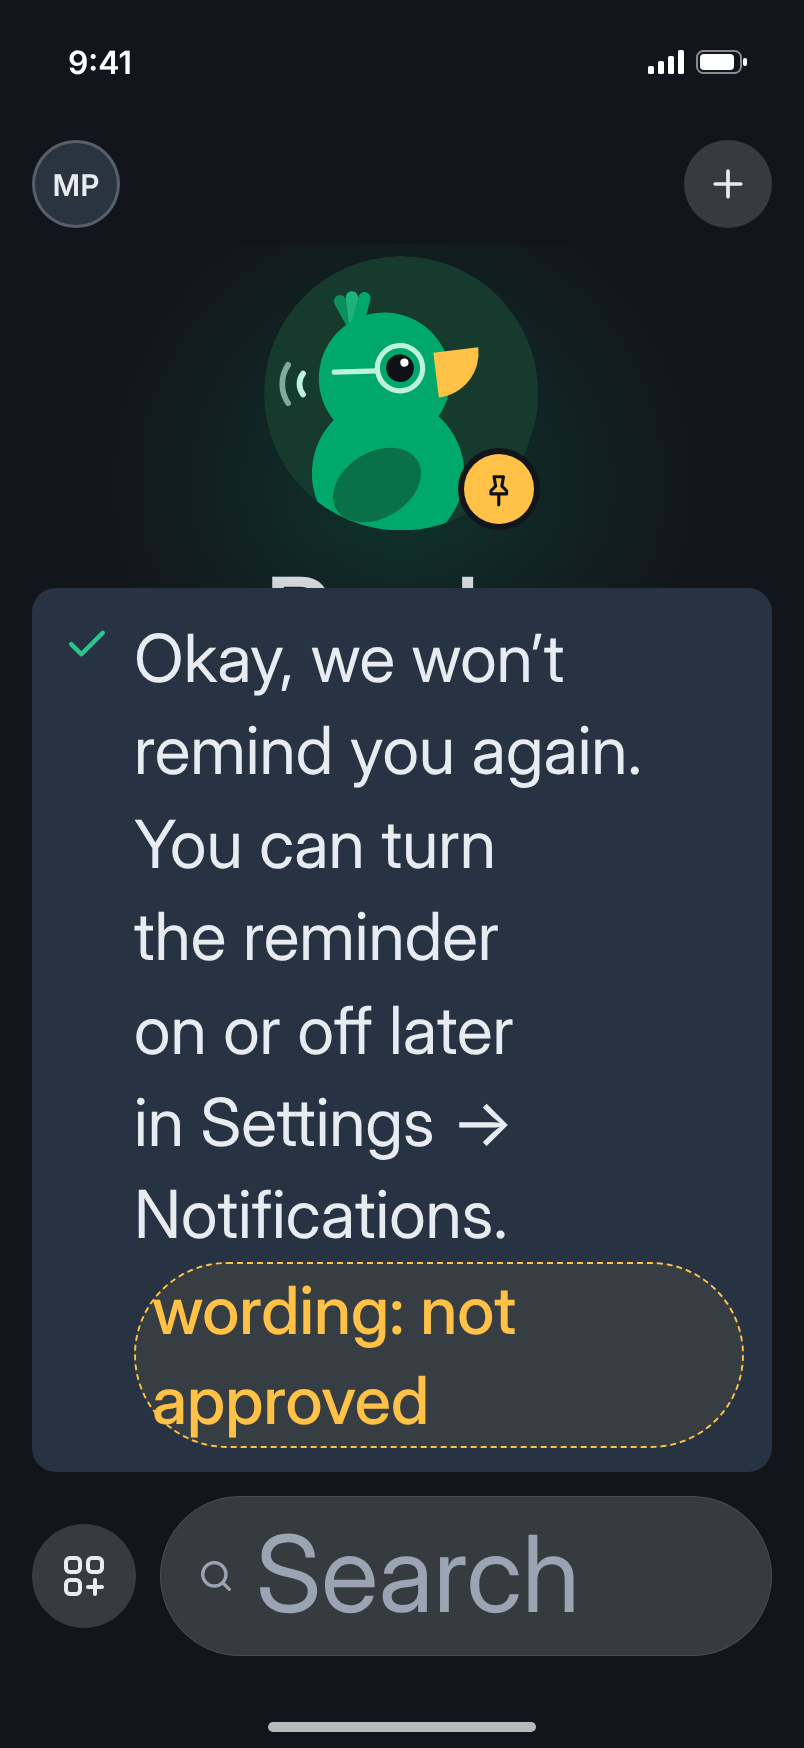 9:41
MP
Okay, we won’t
remind you again.
You can turn
the reminder
on or off later
in Settings →
Notifications.
wording: not
approved
Search